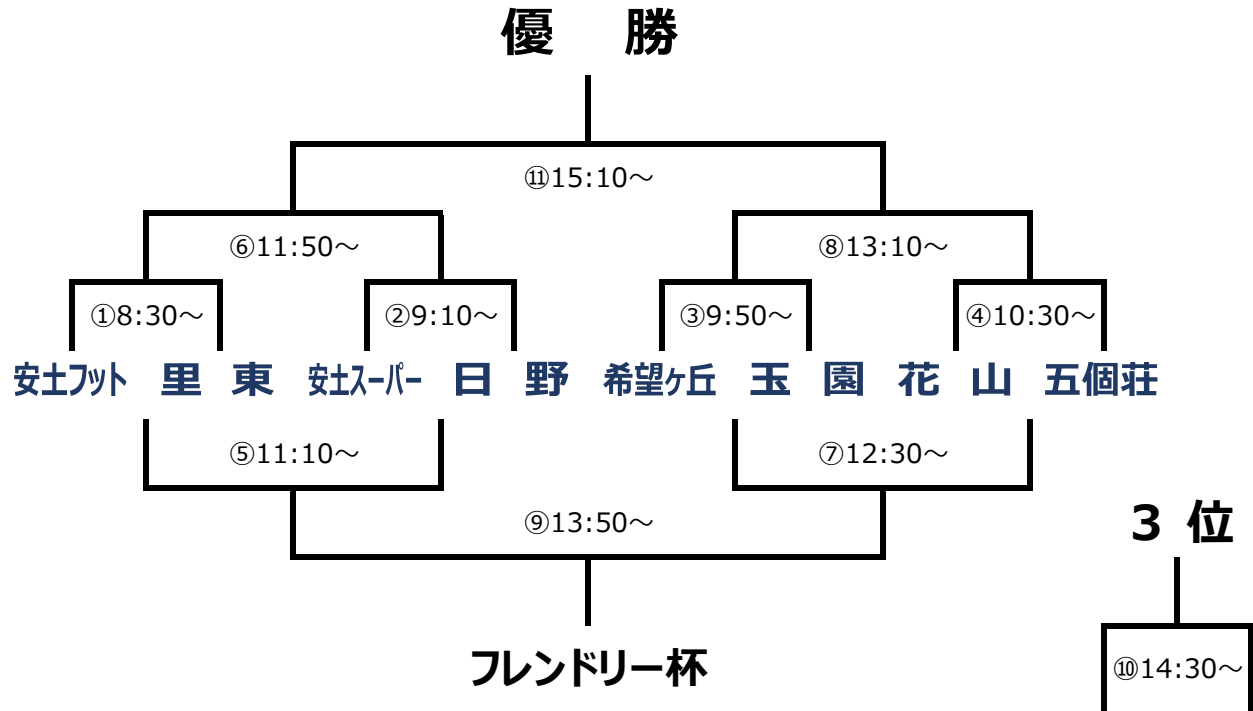 優 勝
⑪15:10～
⑥11:50～ ⑧13:10～
①8:30～ ②9:10～ ③9:50～ ④10:30～
安土フット 里 東 安土スーパー 日 野 希望ヶ丘 玉 園 花 山 五個荘
⑤11:10～ ⑦12:30～
⑨13:50～
3 位
フレンドリー杯
⑩14:30～